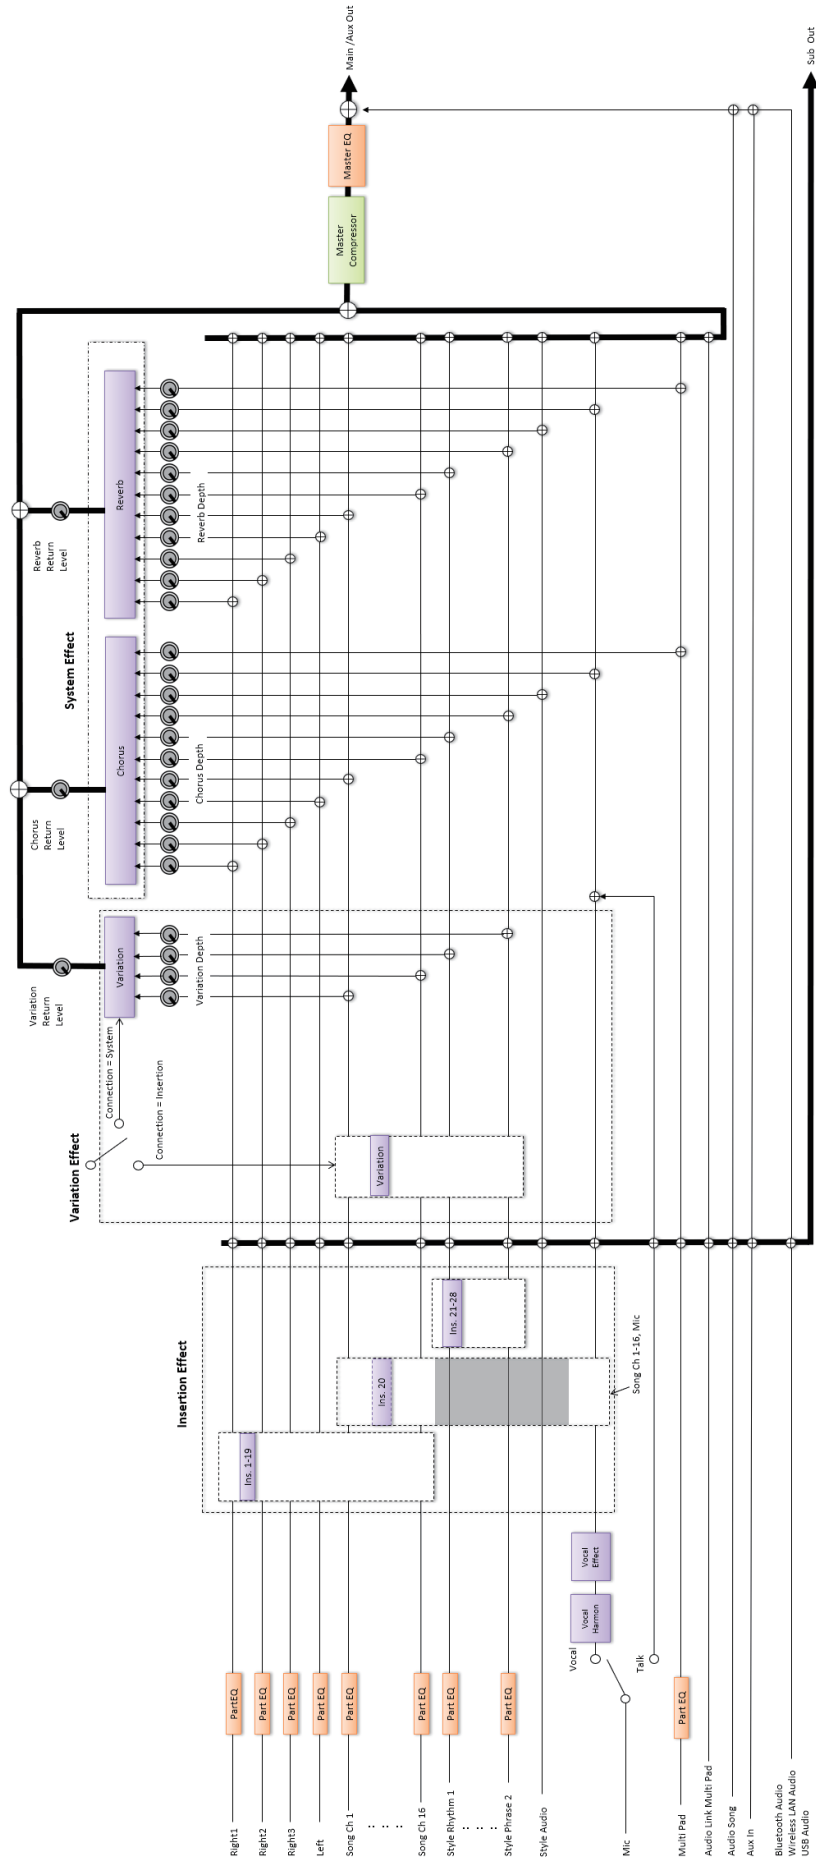 Variation
Return
Level
Chorus
Return
Level
Reverb
Return
Level
Variation Effect
System Effect
Connection = System
Variation
Chorus
Reverb
Connection = Insertion
Variation Depth
Chorus Depth
Reverb Depth
Insertion Effect
Right1
PartEQ
Ins. 1-19
Right2
Part EQ
Right3
Part EQ
Left
Part EQ
Song Ch 1
Part EQ
Ins. 20
Variation
Master
Compressor
Master EQ
Main /Aux Out
: : : :
Song Ch 16
Part EQ
Style Rhythm 1
Part EQ
Ins. 21-28
: : : :
Style Phrase 2
Part EQ
Style Audio
Vocal
Vocal
Harmon
Vocal
Effect
Song Ch 1-16, Mic
Mic
Talk
Multi Pad
Part EQ
Audio Link Multi Pad
Audio Song
Aux In
Bluetooth Audio
Wireless LAN Audio
USB Audio
Sub Out